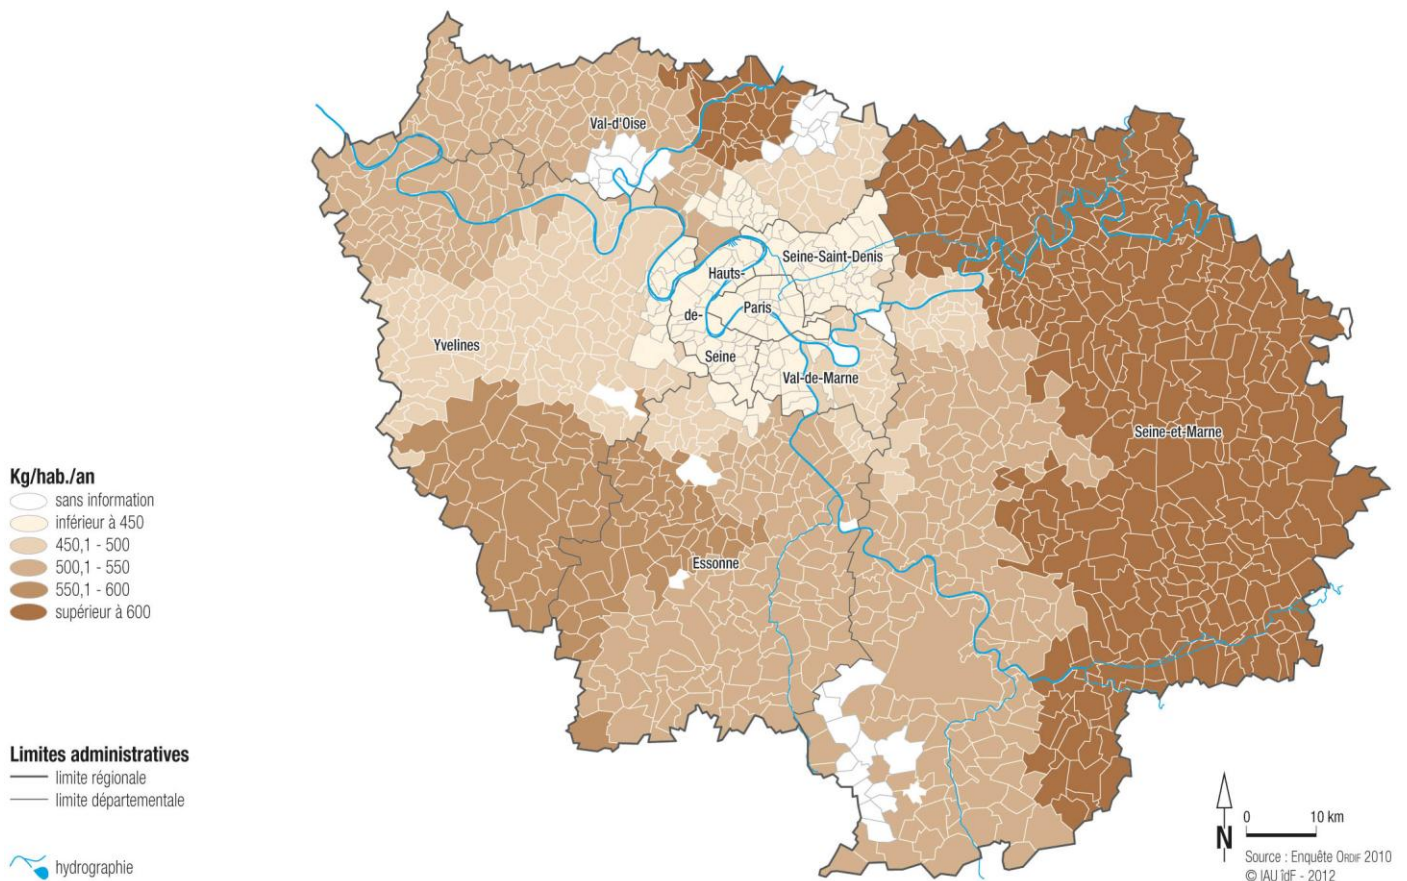 Val-d'Oise
Seine-Saint-Denis
Hauts-
Paris
de-
Yvelines
Seine
Val-de-Marne
Seine-et-Marne
Essonne
Kg/hab./an
sans information
inférieur à 450
450,1 - 500
500,1 - 550
550,1 - 600
supérieur à 600
Limites administratives
limite régionale
limite départementale
hydrographie
N
0 10 km
Source : Enquête ORDIF 2010
© IAU îdF - 2012